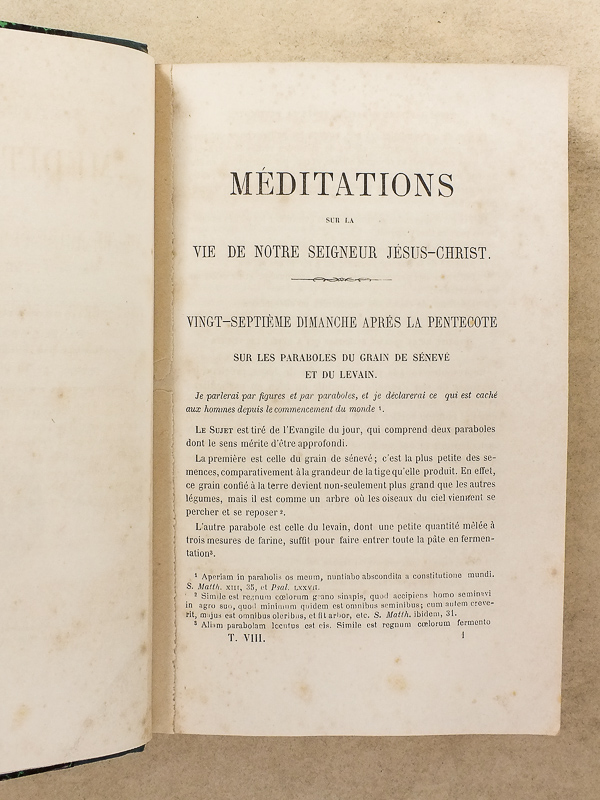 MÉDITATIONS
SUR LA
VIE DE NOTRE SEIGNEUR JÉSUS-CHRIST.
VINGT-SEPTIÈME DIMANCHE APRÈS LA PENTECOTE
SUR LES PARABOLES DU GRAIN DE SÉNEVÉ
ET DU LEVAIN.
Je parlerai par figures et par paraboles, et je déclarerai ce qui est caché
aux hommes depuis le commencement du monde ¹.
LE SUJET est tiré de l'Evangile du jour, qui comprend deux paraboles
dont le sens mérite d'être approfondi.
La première est celle du grain de sénevé; c'est la plus petite des se-
mences, comparativement à la grandeur de la tige qu'elle produit. En effet,
ce grain confié à la terre devient non-seulement plus grand que les autres
légumes, mais il est comme un arbre où les oiseaux du ciel viennent se
percher et se reposer ².
L'autre parabole est celle du levain, dont une petite quantité mêlée à
trois mesures de farine, suffit pour faire entrer toute la pâte en fermen-
tation³.
¹ Aperiam in parabolis os meum, nuntiabo abscondita a constitutione mundi.
S. Matth. XIII, 35, et Psal. LXXVII.
² Simile est regnum cœlorum grano sinapis, quod accipiens homo seminavi
in agro suo, quod minimum quidem est omnibus seminibus; cum autem creve-
rit, majus est omnibus oleribus, et fit arbor, etc. S. Matth. ibidem, 31.
³ Aliam parabolam locutus est eis. Simile est regnum cœlorum fermento
T. VIII. 1